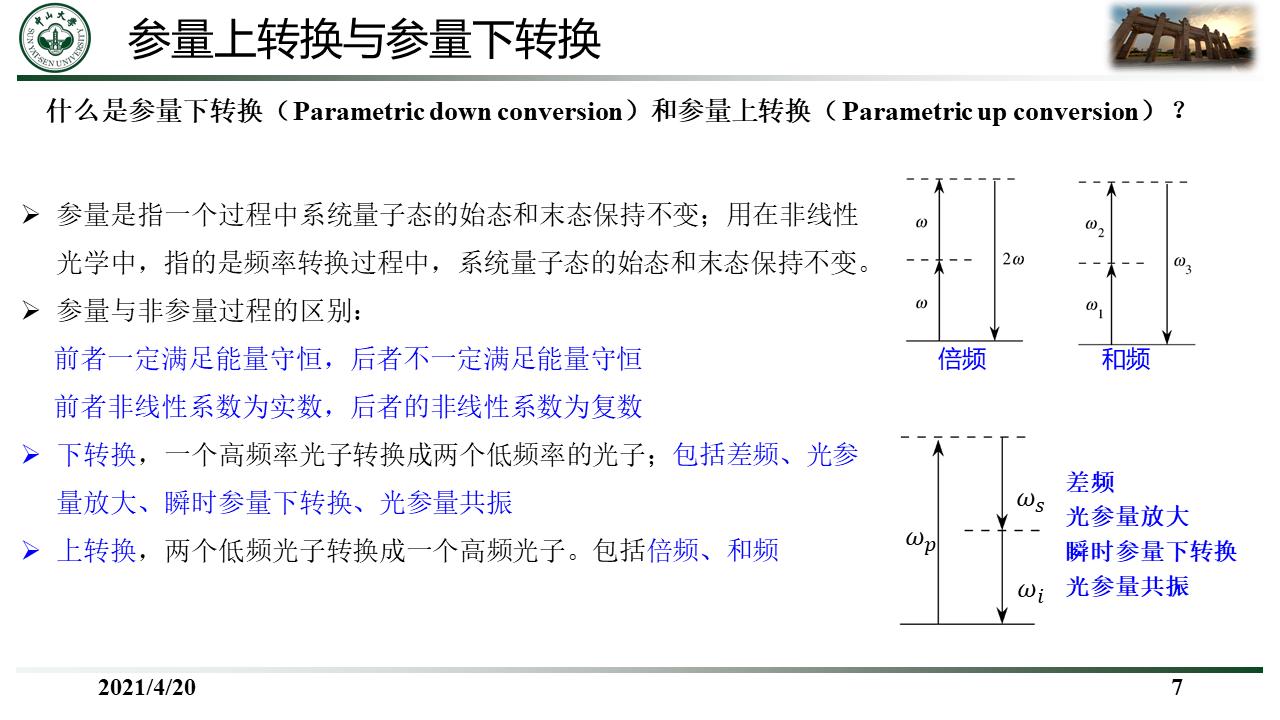 中山大学
SUN YAT-SEN UNIVERSITY
参量上转换与参量下转换
什么是参量下转换（Parametric down conversion）和参量上转换（Parametric up conversion）？
➢ 参量是指一个过程中系统量子态的始态和末态保持不变；用在非线性
光学中，指的是频率转换过程中，系统量子态的始态和末态保持不变。
➢ 参量与非参量过程的区别：
前者一定满足能量守恒，后者不一定满足能量守恒
前者非线性系数为实数，后者的非线性系数为复数
➢ 下转换，一个高频率光子转换成两个低频率的光子；包括差频、光参
量放大、瞬时参量下转换、光参量共振
➢ 上转换，两个低频光子转换成一个高频光子。包括倍频、和频
ω
2ω
ω
倍频
ω₂
ω₃
ω₁
和频
ωₛ
ωₚ
ωᵢ
差频
光参量放大
瞬时参量下转换
光参量共振
2021/4/20
7